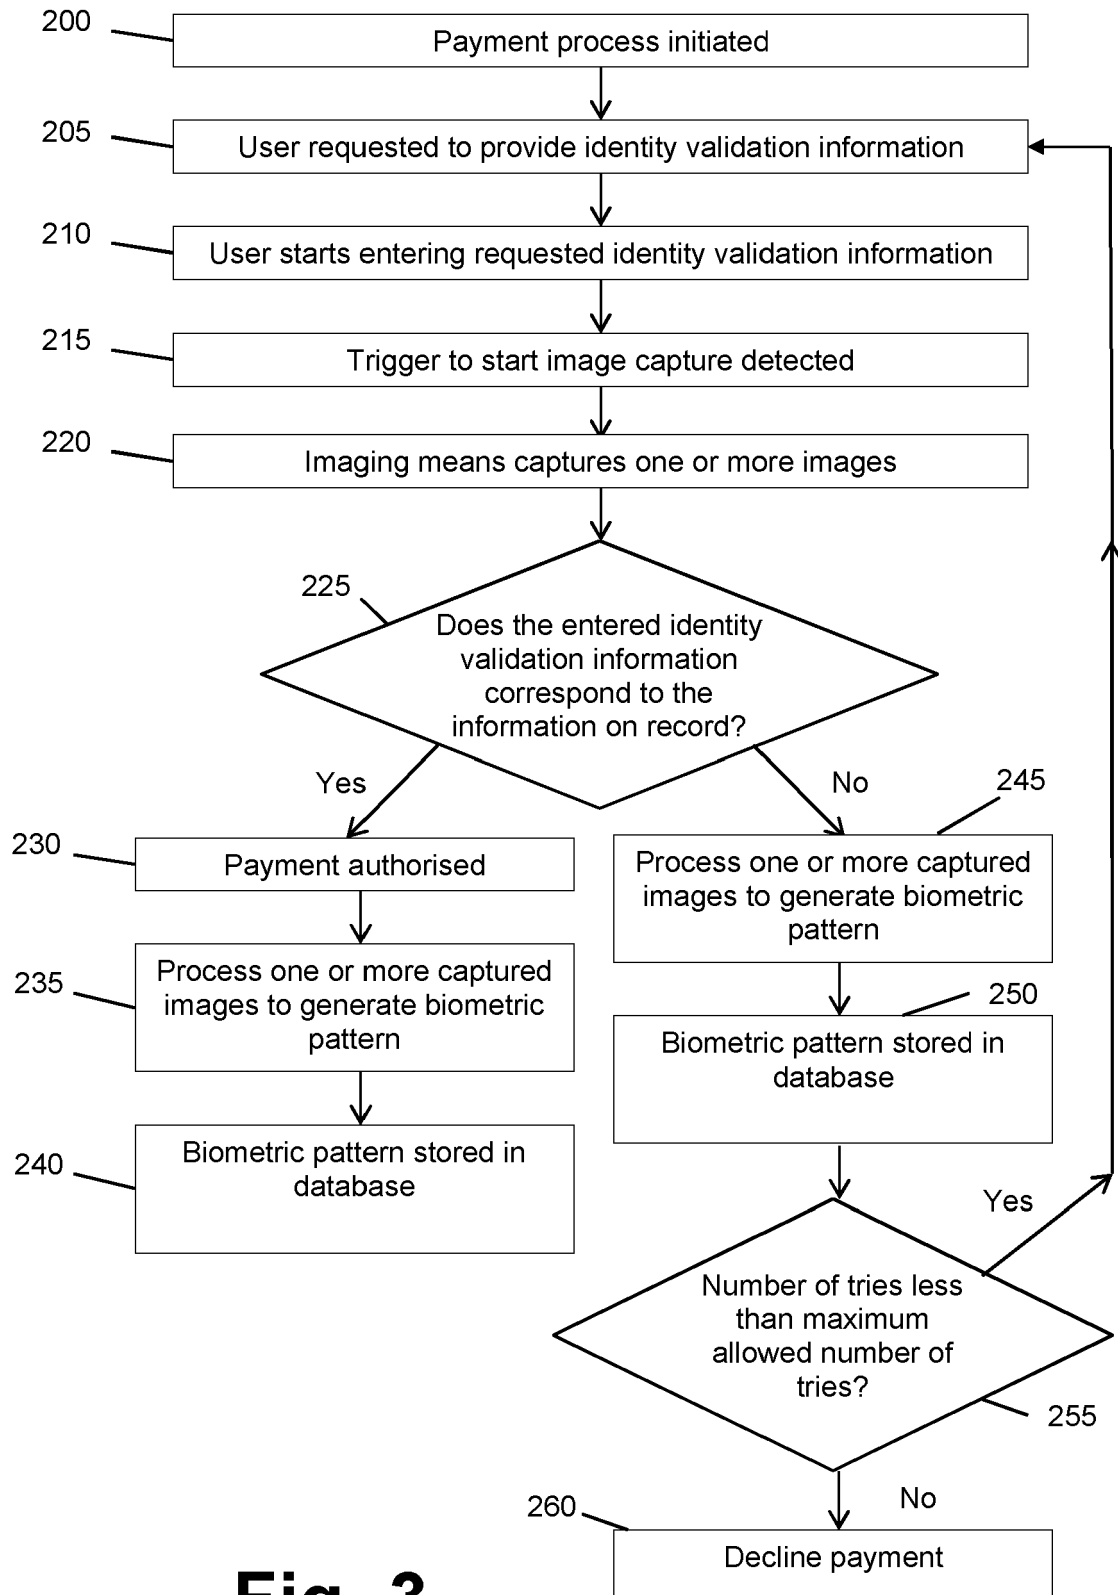 200
Payment process initiated
205
User requested to provide identity validation information
210
User starts entering requested identity validation information
215
Trigger to start image capture detected
220
Imaging means captures one or more images
225
Does the entered identity
validation information
correspond to the
information on record?
Yes
No
245
230
Payment authorised
Process one or more captured
images to generate biometric
pattern
235
Process one or more captured
images to generate biometric
pattern
250
Biometric pattern stored in
database
240
Biometric pattern stored in
database
Yes
Number of tries less
than maximum
allowed number of
tries?
255
No
260
Decline payment
Fig. 3